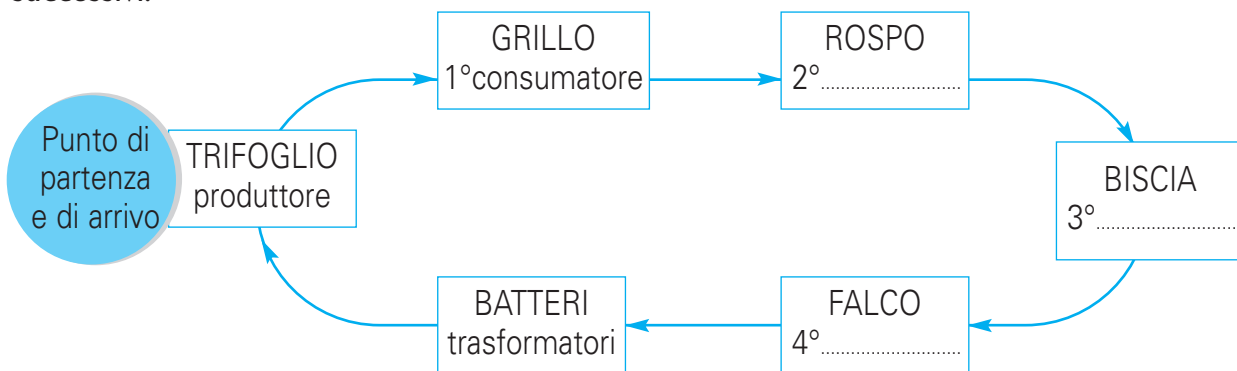 Punto di
partenza
e di arrivo
TRIFOGLIO
produttore
GRILLO
1°consumatore
ROSPO
2°............................
BISCIA
3°............................
FALCO
4°............................
BATTERI
trasformatori